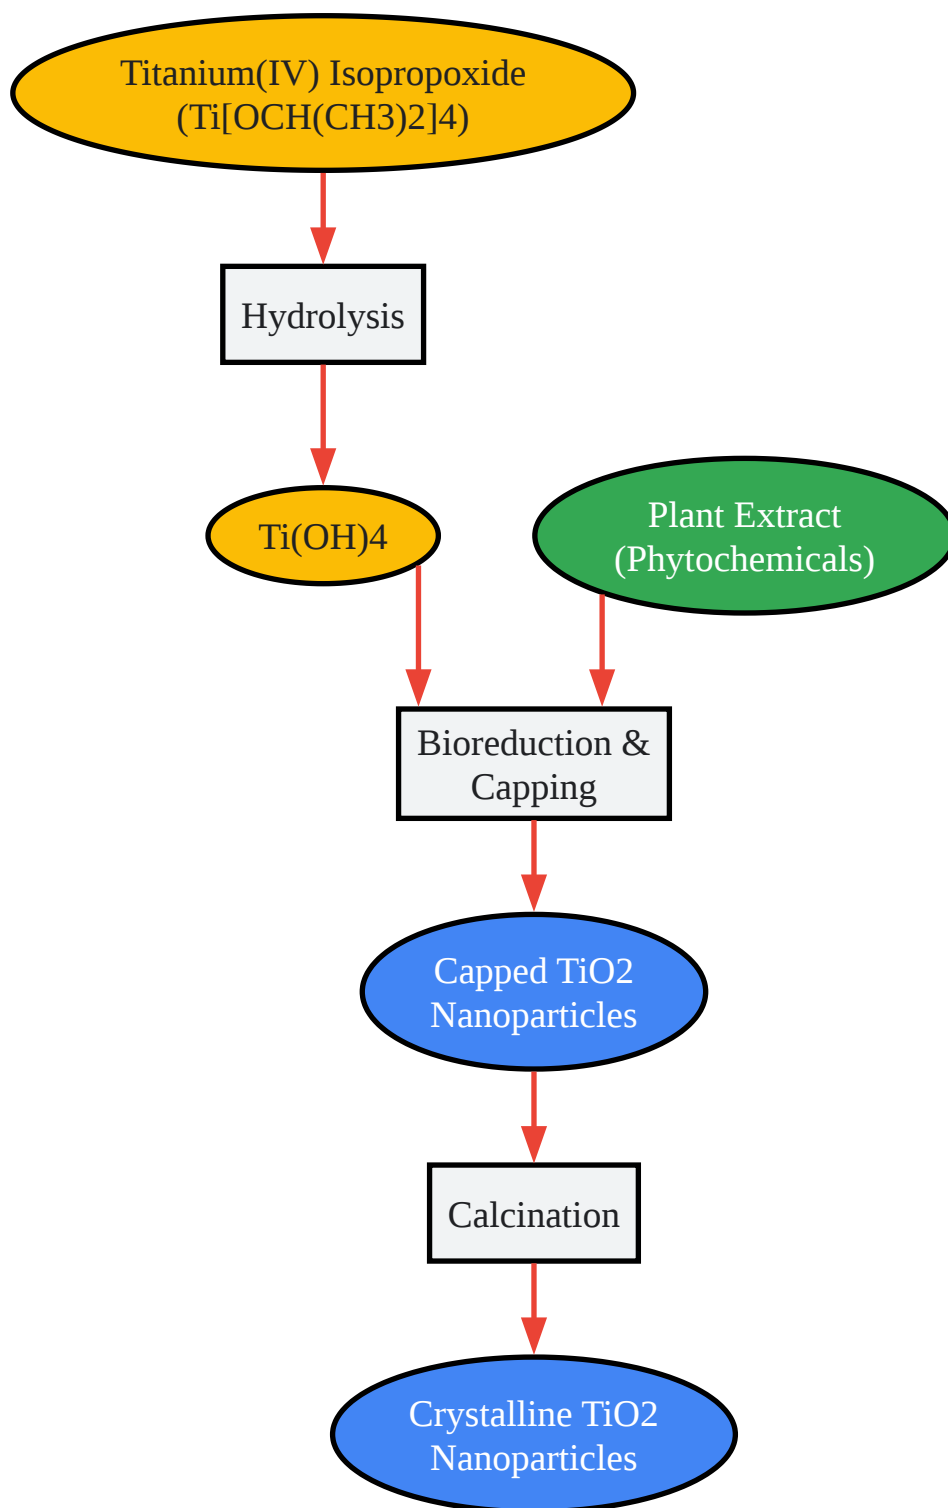 Titanium(IV) Isopropoxide
(Ti[OCH(CH3)2]4)
Hydrolysis
Ti(OH)4
Plant Extract
(Phytochemicals)
Bioreduction &
Capping
Capped TiO2
Nanoparticles
Calcination
Crystalline TiO2
Nanoparticles